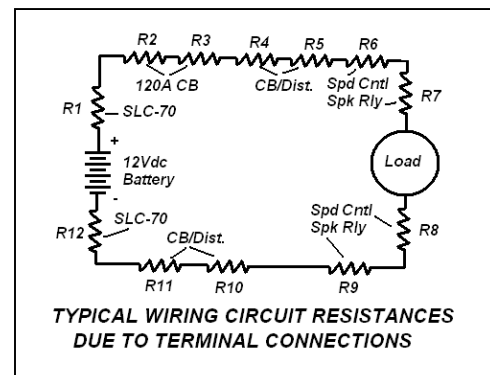 R2 R3 R4 R5 R6
120A CB CB/Dist. Spd Cntl
Spk Rly
R7
R1
SLC-70
+
12Vdc
Battery
-
Load
SLC-70
R12
Spd Cntl
Spk Rly
R8
CB/Dist.
R11 R10 R9
TYPICAL WIRING CIRCUIT RESISTANCES
DUE TO TERMINAL CONNECTIONS